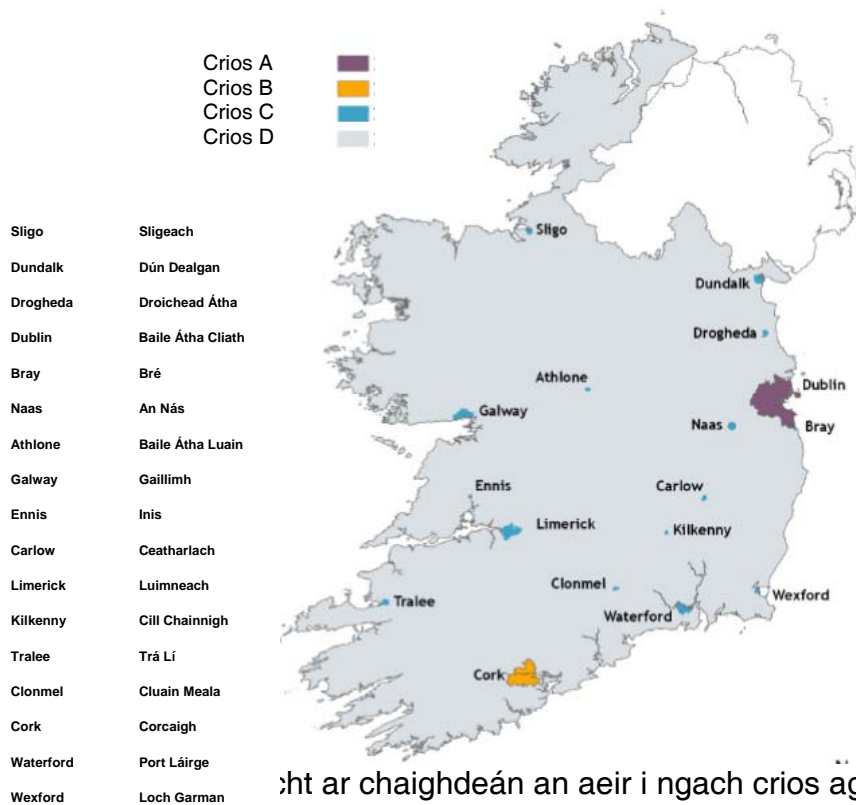 Crios A
Crios B
Crios C
Crios D
Sligo Sligeach
Dundalk Dún Dealgan
Drogheda Droichead Átha
Dublin Baile Átha Cliath
Bray Bré
Naas An Nás
Athlone Baile Átha Luain
Galway Gaillimh
Ennis Inis
Carlow Ceatharlach
Limerick Luimneach
Kilkenny Cill Chainnigh
Tralee Trá Lí
Clonmel Cluain Meala
Cork Corcaigh
Waterford Port Láirge
Wexford Loch Garman
Sligo
Dundalk
Drogheda
Athlone
Dublin
Galway
Naas
Bray
Ennis
Carlow
Limerick
Kilkenny
Clonmel
Tralee
Wexford
Waterford
Cork
ar chaighdeán an aeir i ngach crios